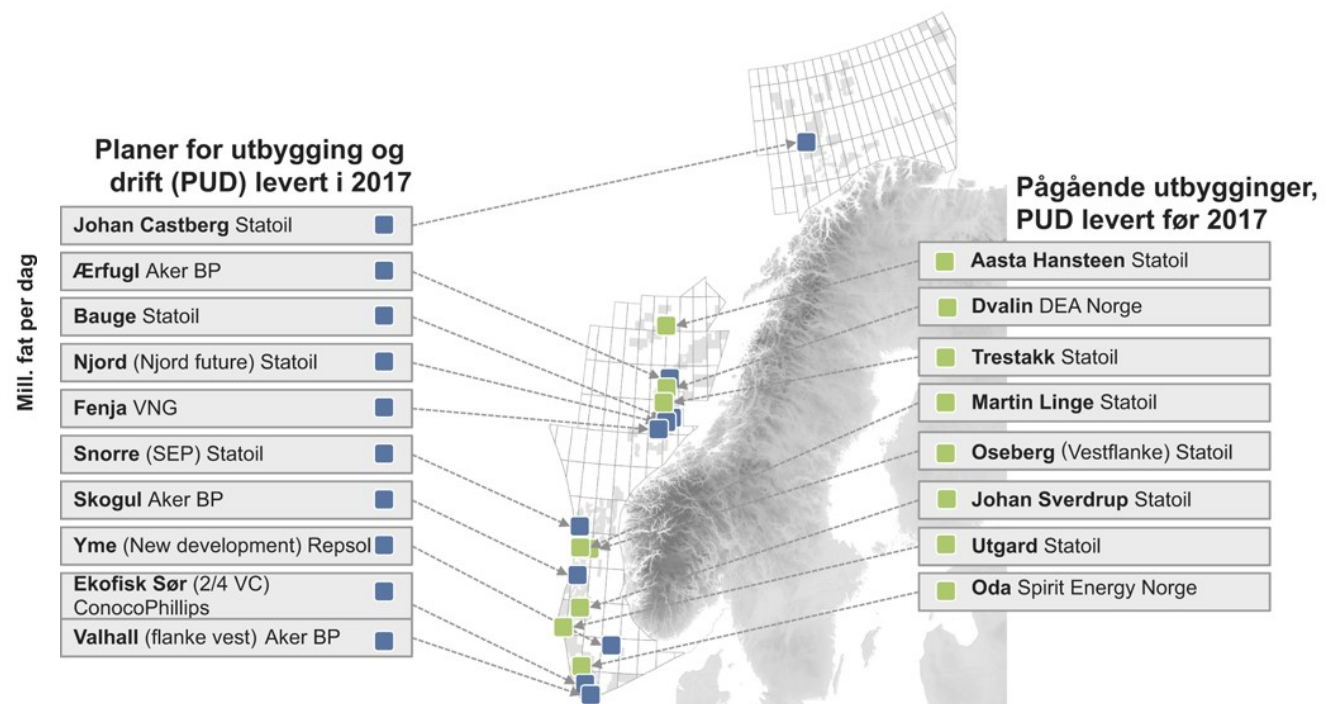 Mill. fat per dag
Planer for utbygging og
drift (PUD) levert i 2017
Johan Castberg Statoil
Ærfugl Aker BP
Bauge Statoil
Njord (Njord future) Statoil
Fenja VNG
Snorre (SEP) Statoil
Skogul Aker BP
Yme (New development) Repsol
Ekofisk Sør (2/4 VC)
ConocoPhillips
Valhall (flanke vest) Aker BP
Pågående utbygginger,
PUD levert før 2017
Aasta Hansteen Statoil
Dvalin DEA Norge
Trestakk Statoil
Martin Linge Statoil
Oseberg (Vestflanke) Statoil
Johan Sverdrup Statoil
Utgard Statoil
Oda Spirit Energy Norge